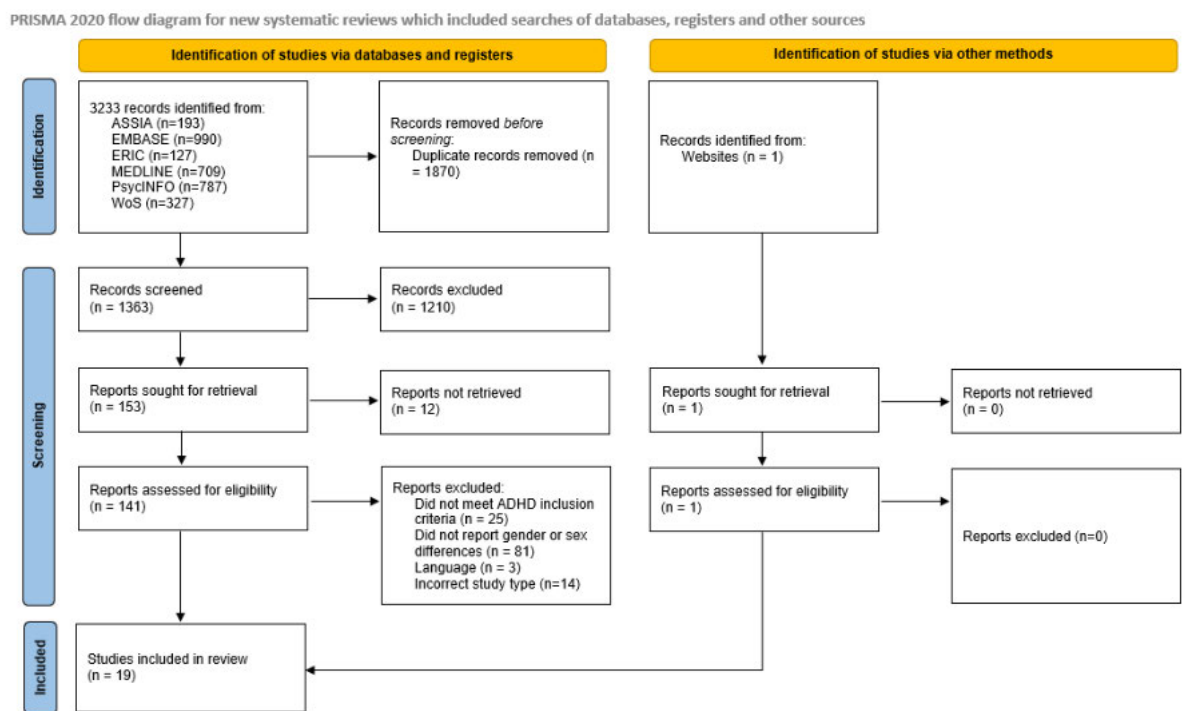 PRISMA 2020 flow diagram for new systematic reviews which included searches of databases, registers and other sources
Identification of studies via databases and registers
Identification of studies via other methods
Identification
3233 records identified from:
ASSIA (n=193)
EMBASE (n=990)
ERIC (n=127)
MEDLINE (n=709)
PsycINFO (n=787)
WoS (n=327)
Records removed before
screening:
Duplicate records removed (n
= 1870)
Records identified from:
Websites (n = 1)
Screening
Records screened
(n = 1363)
Records excluded
(n = 1210)
Reports sought for retrieval
(n = 153)
Reports not retrieved
(n = 12)
Reports sought for retrieval
(n = 1)
Reports not retrieved
(n = 0)
Reports assessed for eligibility
(n = 141)
Reports excluded:
Did not meet ADHD inclusion
criteria (n = 25)
Did not report gender or sex
differences (n = 81)
Language (n = 3)
Incorrect study type (n=14)
Reports assessed for eligibility
(n = 1)
Reports excluded (n=0)
Included
Studies included in review
(n = 19)